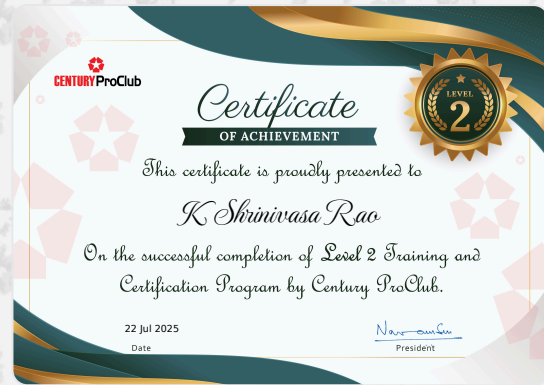 CENTURY ProClub
LEVEL
2
Certificate
OF ACHIEVEMENT
This certificate is proudly presented to
K Shrinivasa Rao
On the successful completion of Level 2 Training and
Certification Program by Century ProClub.
22 Jul 2025
Date
President